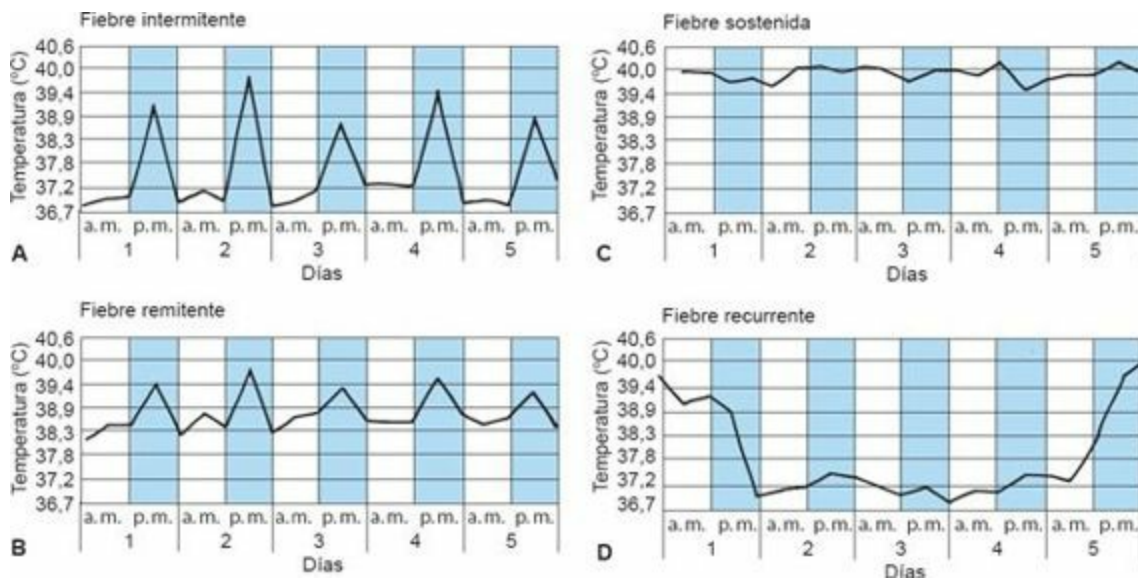 Fiebre intermitente
Temperatura (ºC)
40,6
40,0
39,4
38,9
38,3
37,8
37,2
36,7
a. m. p. m. a. m. p. m. a. m. p. m. a. m. p. m. a. m. p. m.
1 2 3 4 5
A
Días
Fiebre sostenida
Temperatura (ºC)
40,6
40,0
39,4
38,9
38,3
37,8
37,2
36,7
a. m. p. m. a. m. p. m. a. m. p. m. a. m. p. m. a. m. p. m.
1 2 3 4 5
C
Días
Fiebre remitente
Temperatura (ºC)
40,6
40,0
39,4
38,9
38,3
37,8
37,2
36,7
a. m. p. m. a. m. p. m. a. m. p. m. a. m. p. m. a. m. p. m.
1 2 3 4 5
B
Días
Fiebre recurrente
Temperatura (ºC)
40,6
40,0
39,4
38,9
38,3
37,8
37,2
36,7
a. m. p. m. a. m. p. m. a. m. p. m. a. m. p. m. a. m. p. m.
1 2 3 4 5
D
Días